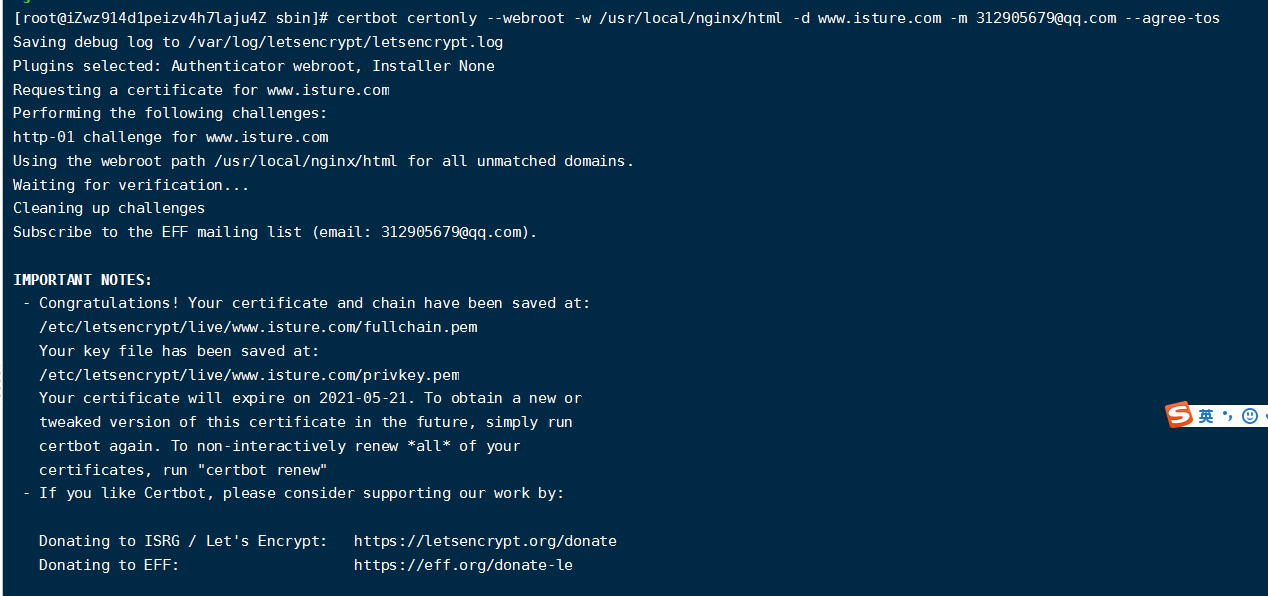 [root@iZwz914d1peizv4h7laju4Z sbin]# certbot certonly --webroot -w /usr/local/nginx/html -d www.isture.com -m 312905679@qq.com --agree-tos
Saving debug log to /var/log/letsencrypt/letsencrypt.log
Plugins selected: Authenticator webroot, Installer None
Requesting a certificate for www.isture.com
Performing the following challenges:
http-01 challenge for www.isture.com
Using the webroot path /usr/local/nginx/html for all unmatched domains.
Waiting for verification...
Cleaning up challenges
Subscribe to the EFF mailing list (email: 312905679@qq.com).
IMPORTANT NOTES:
- Congratulations! Your certificate and chain have been saved at:
/etc/letsencrypt/live/www.isture.com/fullchain.pem
Your key file has been saved at:
/etc/letsencrypt/live/www.isture.com/privkey.pem
Your certificate will expire on 2021-05-21. To obtain a new or
tweaked version of this certificate in the future, simply run
certbot again. To non-interactively renew *all* of your
certificates, run "certbot renew"
- If you like Certbot, please consider supporting our work by:
Donating to ISRG / Let's Encrypt: https://letsencrypt.org/donate
Donating to EFF: https://eff.org/donate-le
S 英